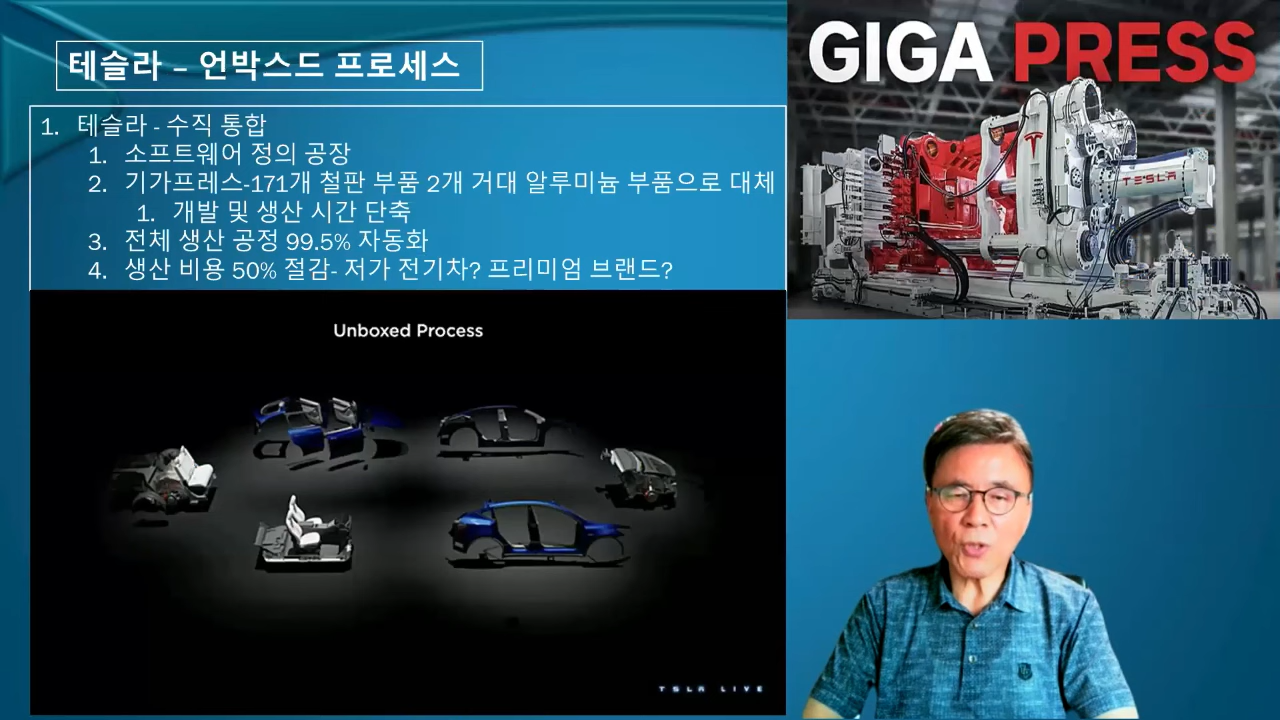 테슬라 – 언박스드 프로세스
1. 테슬라 - 수직 통합
1. 소프트웨어 정의 공장
2. 기가프레스-171개 철판 부품 2개 거대 알루미늄 부품으로 대체
1. 개발 및 생산 시간 단축
3. 전체 생산 공정 99.5% 자동화
4. 생산 비용 50% 절감- 저가 전기차? 프리미엄 브랜드?
GIGA PRESS
TESLA
Unboxed Process
TSLA LIVE